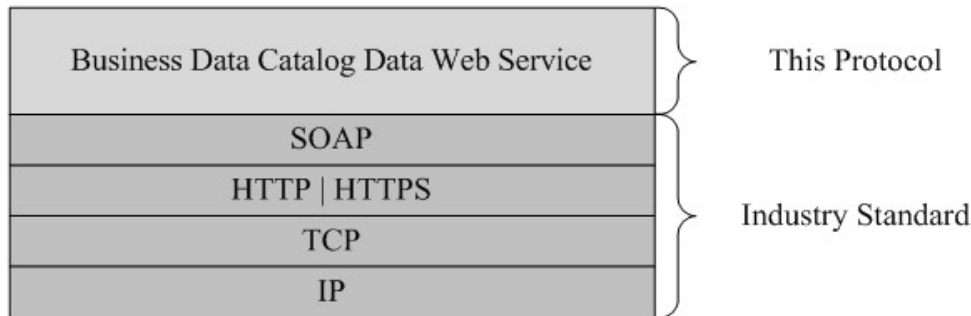 Business Data Catalog Data Web Service
This Protocol
SOAP
HTTP | HTTPS
TCP
IP
Industry Standard